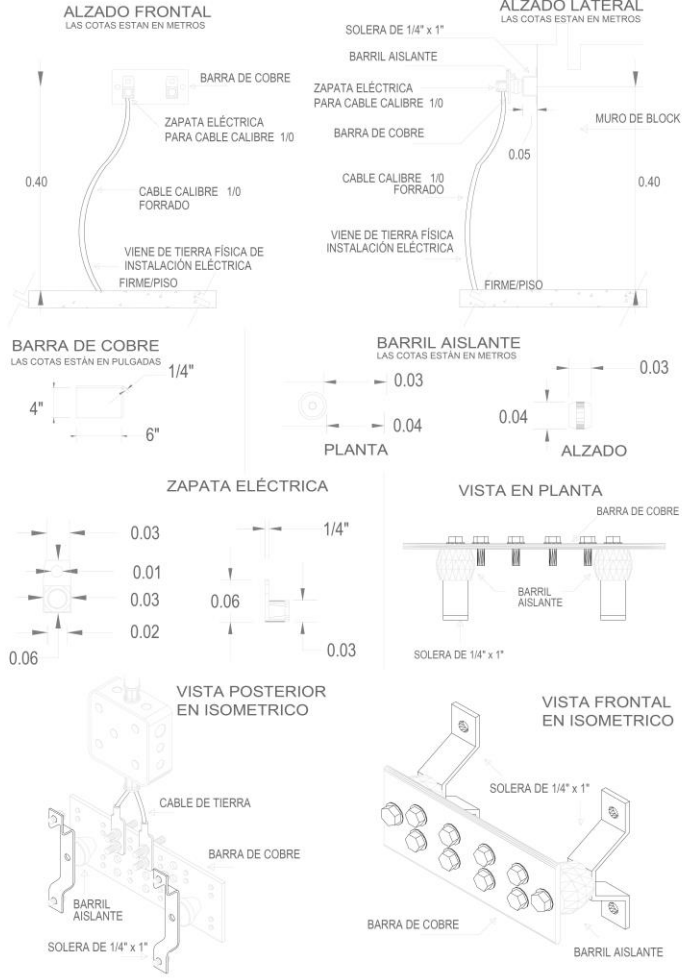 ALZADO FRONTAL
LAS COTAS ESTAN EN METROS
BARRA DE COBRE
ZAPATA ELÉCTRICA
PARA CABLE CALIBRE 1/0
0.40
CABLE CALIBRE 1/0
FORRADO
VIENE DE TIERRA FÍSICA DE
INSTALACIÓN ELÉCTRICA
FIRME/PISO
ALZADO LATERAL
LAS COTAS ESTAN EN METROS
SOLERA DE 1/4" x 1"
BARRIL AISLANTE
ZAPATA ELÉCTRICA
PARA CABLE CALIBRE 1/0
BARRA DE COBRE
MURO DE BLOCK
0.05
CABLE CALIBRE 1/0
FORRADO
0.40
VIENE DE TIERRA FÍSICA
INSTALACIÓN ELÉCTRICA
FIRME/PISO
BARRA DE COBRE
LAS COTAS ESTÁN EN PULGADAS
1/4"
4"
6"
BARRIL AISLANTE
LAS COTAS ESTÁN EN METROS
0.03
0.04
PLANTA
0.03
0.04
ALZADO
ZAPATA ELÉCTRICA
0.03
0.01
0.03
0.02
0.06
1/4"
0.06
0.03
VISTA EN PLANTA
BARRA DE COBRE
BARRIL
AISLANTE
SOLERA DE 1/4" x 1"
VISTA POSTERIOR
EN ISOMETRICO
CABLE DE TIERRA
BARRA DE COBRE
BARRIL
AISLANTE
SOLERA DE 1/4" x 1"
VISTA FRONTAL
EN ISOMETRICO
SOLERA DE 1/4" x 1"
BARRA DE COBRE
BARRIL AISLANTE